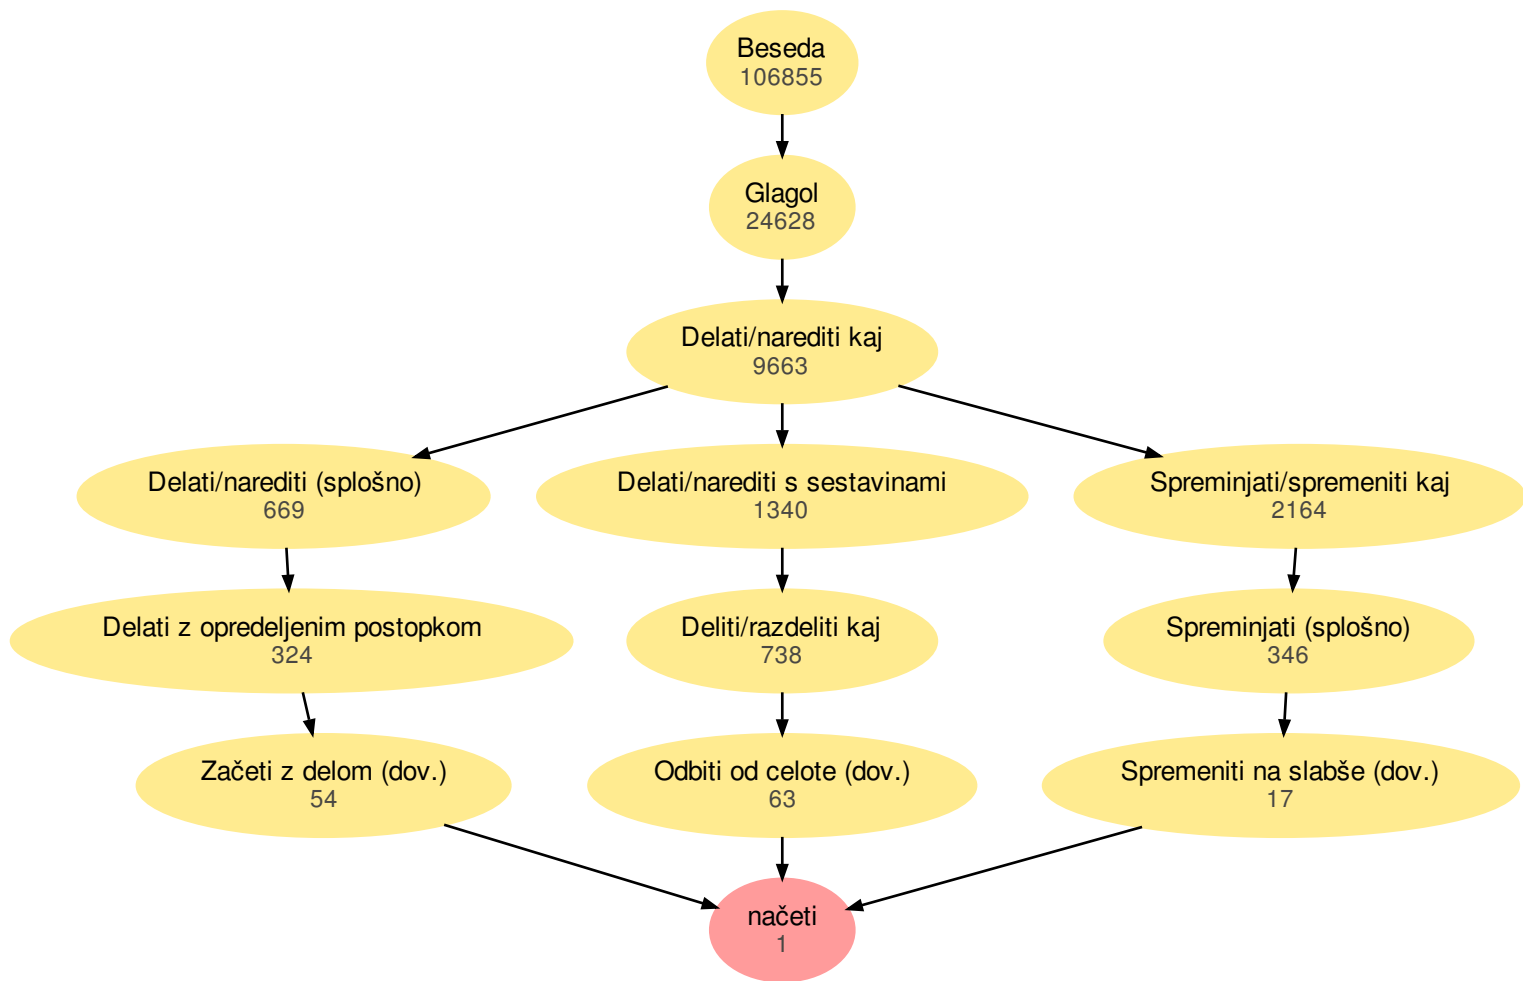 Beseda
106855
Glagol
24628
Delati/narediti kaj
9663
Delati/narediti (splošno)
669
Delati/narediti s sestavinami
1340
Spreminjati/spremeniti kaj
2164
Delati z opredeljenim postopkom
324
Deliti/razdeliti kaj
738
Spreminjati (splošno)
346
Začeti z delom (dov.)
54
Odbiti od celote (dov.)
63
Spremeniti na slabše (dov.)
17
načeti
1